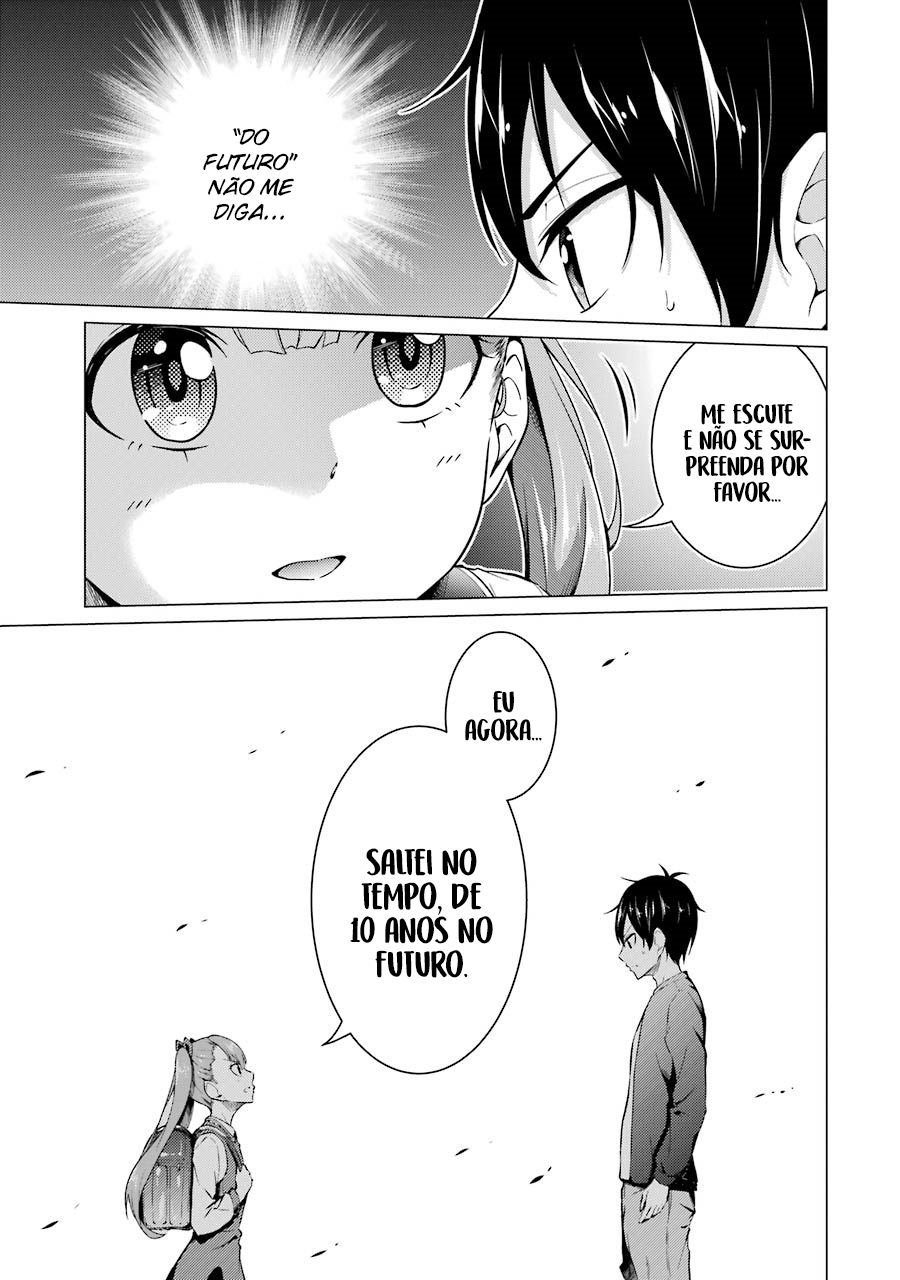 "DO
FUTURO"
NÃO ME
DIGA...
ME ESCUTE
E NÃO SE SUR-
PREENDA POR
FAVOR...
EU
AGORA...
SALTEI NO
TEMPO, DE
10 ANOS NO
FUTURO.